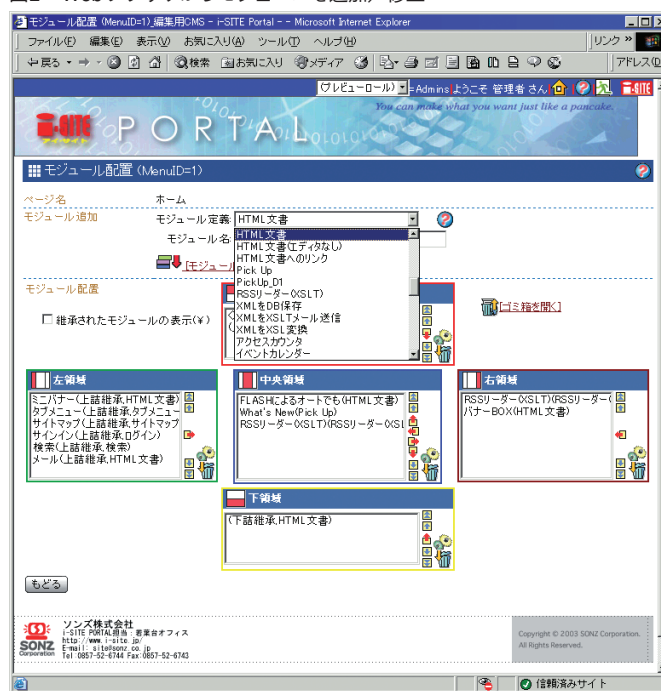 モジュール配置 (MenuID=1)_編集用CMS - i-SITE Portal -- Microsoft Internet Explorer
ファイル(F) 編集(E) 表示(V) お気に入り(A) ツール(T) ヘルプ(H) リンク »
戻る 検索 お気に入り メディア アドレス(D
(プレビューロール) =Admins ようこそ 管理者 さん
You can make what you want just like a pancake.
i-SITE PORTAL
モジュール配置 (MenuID=1)
ページ名 ホーム
モジュール追加 モジュール定義: HTML文書
モジュール名
HTML文書
HTML文書(エディタなし)
HTML文書へのリンク
Pick Up
PickUp_D1
RSSリーダー(XSLT)
XMLをDB保存
XMLをXSLTメール送信
XMLをXSL変換
アクセスカウンタ
イベントカレンダー
[モジュール
モジュール配置
[ゴミ箱を開く]
継承されたモジュールの表示(¥)
左領域
ミニバナー(上詰継承,HTML文書)
タブメニュー(上詰継承,タブメニュー
サイトマップ(上詰継承,サイトマップ
サインイン(上詰継承,ログイン)
検索(上詰継承,検索)
メール(上詰継承,HTML文書)
中央領域
FLASHによるオートでも(HTML文書)
What's New(Pick Up)
RSSリーダー(XSLT)(RSSリーダー(XSL
右領域
RSSリーダー(XSLT)(RSSリーダー(
バナーBOX(HTML文書)
下領域
(下詰継承,HTML文書)
もどる
SONZ Corporation
ソンズ株式会社
i-SITE PORTAL担当：若葉台オフィス
http://www.i-site.jp/
E-mail: site@sonz.co.jp
Tel 0857-52-6744 Fax:0857-52-6743
Copyright © 2003 SONZ Corporation.
All Rights Reserved.
信頼済みサイト